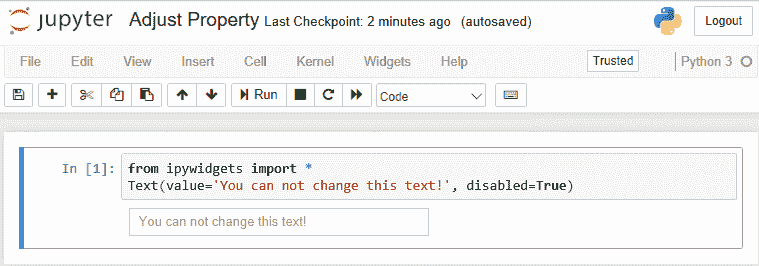 jupyter Adjust Property Last Checkpoint: 2 minutes ago (autosaved) Logout
File Edit View Insert Cell Kernel Widgets Help Trusted Python 3
Run Code
In [1]: from ipywidgets import *
Text(value='You can not change this text!', disabled=True)
You can not change this text!